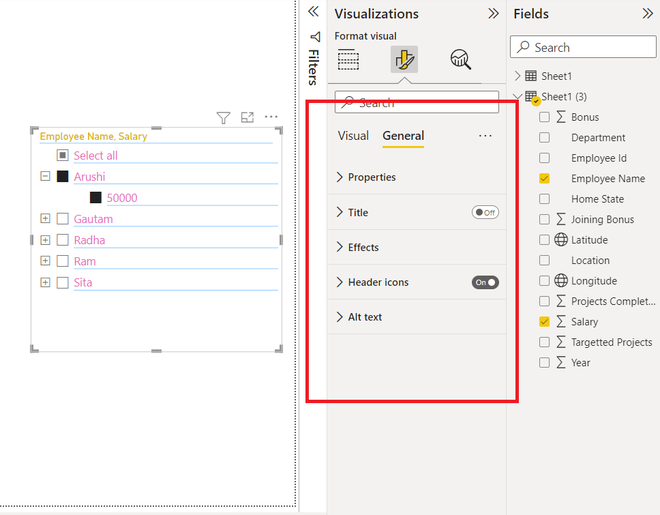 Employee Name, Salary
Select all
Arushi
50000
Gautam
Radha
Ram
Sita
Filters
Visualizations
Format visual
Search
Visual
General
Properties
Title
Off
Effects
Header icons
On
Alt text
Fields
Search
Sheet1
Sheet1 (3)
Bonus
Department
Employee Id
Employee Name
Home State
Joining Bonus
Latitude
Location
Longitude
Projects Complet...
Salary
Targetted Projects
Year